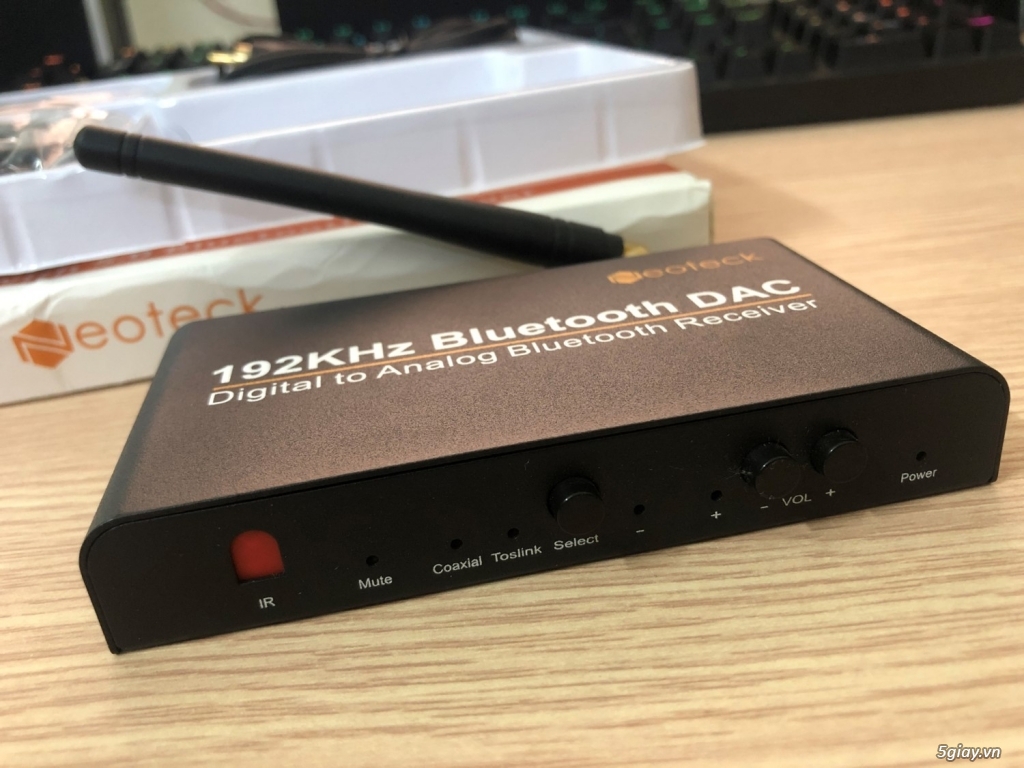 Neoteck
Neoteck
192KHz Bluetooth DAC
Digital to Analog Bluetooth Receiver
IR
Mute
Coaxial
Toslink
Select
−
+
− VOL +
Power
5giay.vn